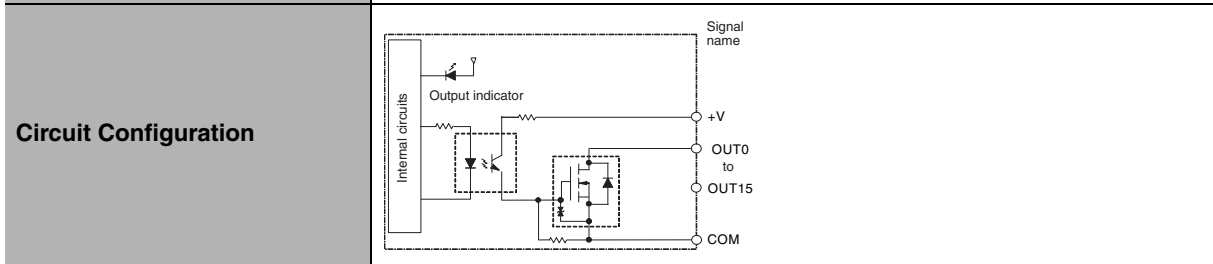 Circuit Configuration
Signal
name
Internal circuits
Output indicator
+V
OUT0
to
OUT15
COM